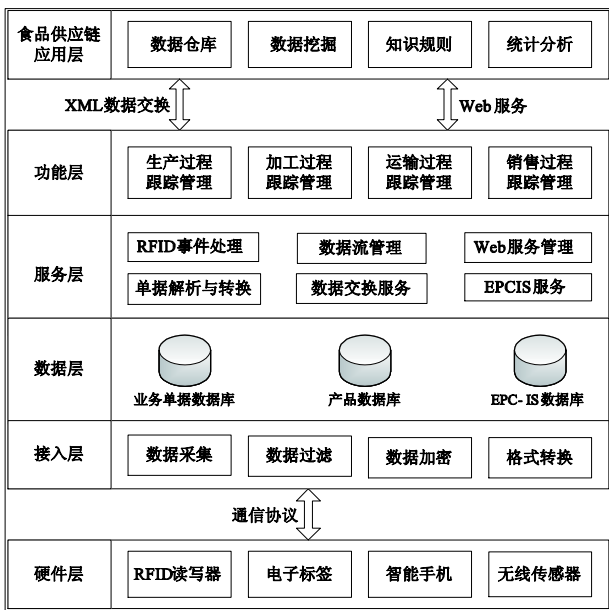 食品供应链
应用层
数据仓库
数据挖掘
知识规则
统计分析
XML数据交换
Web服务
功能层
生产过程
跟踪管理
加工过程
跟踪管理
运输过程
跟踪管理
销售过程
跟踪管理
服务层
RFID事件处理
数据流管理
Web服务管理
单据解析与转换
数据交换服务
EPCIS服务
数据层
业务单据数据库
产品数据库
EPC-IS数据库
接入层
数据采集
数据过滤
数据加密
格式转换
通信协议
硬件层
RFID读写器
电子标签
智能手机
无线传感器